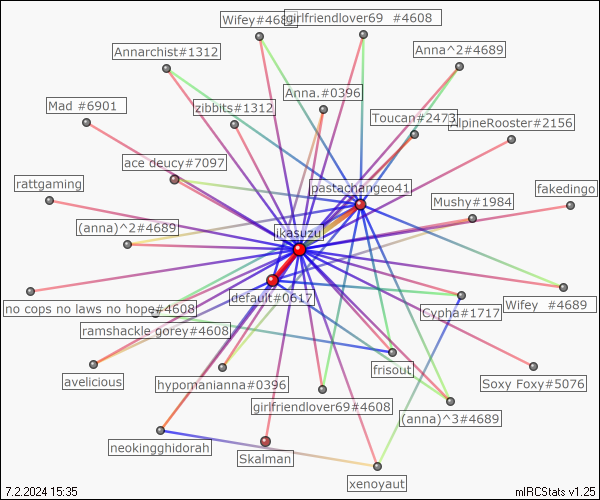 Wifey#4689
girlfriendlover69 #4608
Annarchist#1312
Anna^2#4689
Mad #6901
zibbits#1312
Anna.#0396
Toucan#2473
AlpineRooster#2156
ace deucy#7097
rattgaming
pastachangeo41
fakedingo
Mushy#1984
(anna)^2#4689
ikasuzu
default#0617
no cops no laws no hope#4608
Cypha#1717
Wifey #4689
ramshackle gorey#4608
avelicious
hypomanianna#0396
frisout
Soxy Foxy#5076
girlfriendlover69#4608
(anna)^3#4689
neokingghidorah
Skalman
xenoyaut
7.2.2024 15:35
mIRCStats v1.25